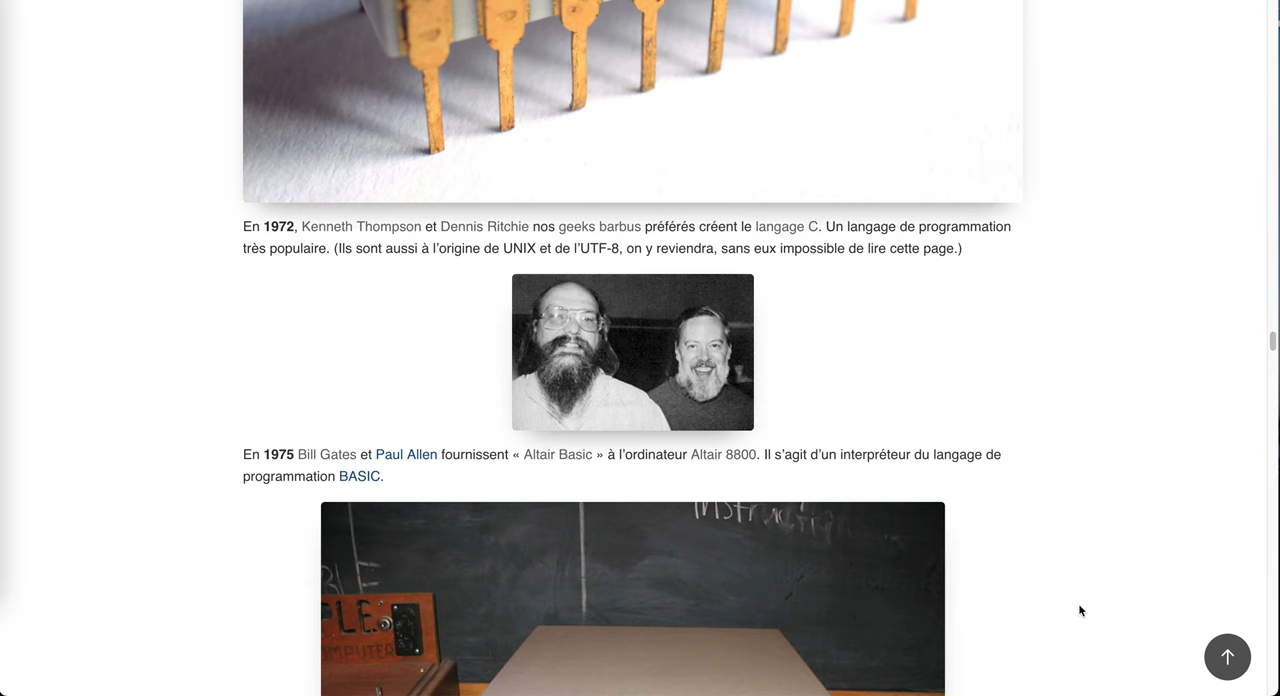 En 1972, Kenneth Thompson et Dennis Ritchie nos geeks barbus préférés créent le langage C. Un langage de programmation
très populaire. (Ils sont aussi à l’origine de UNIX et de l’UTF-8, on y reviendra, sans eux impossible de lire cette page.)
En 1975 Bill Gates et Paul Allen fournissent « Altair Basic » à l’ordinateur Altair 8800. Il s’agit d’un interpréteur du langage de
programmation BASIC.
PLE